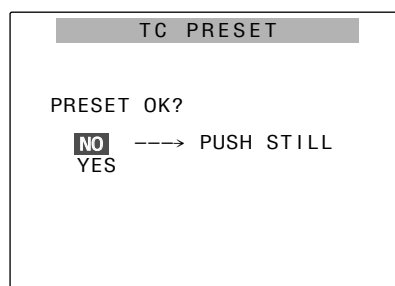 TC PRESET
PRESET OK?
NO ---→ PUSH STILL
YES